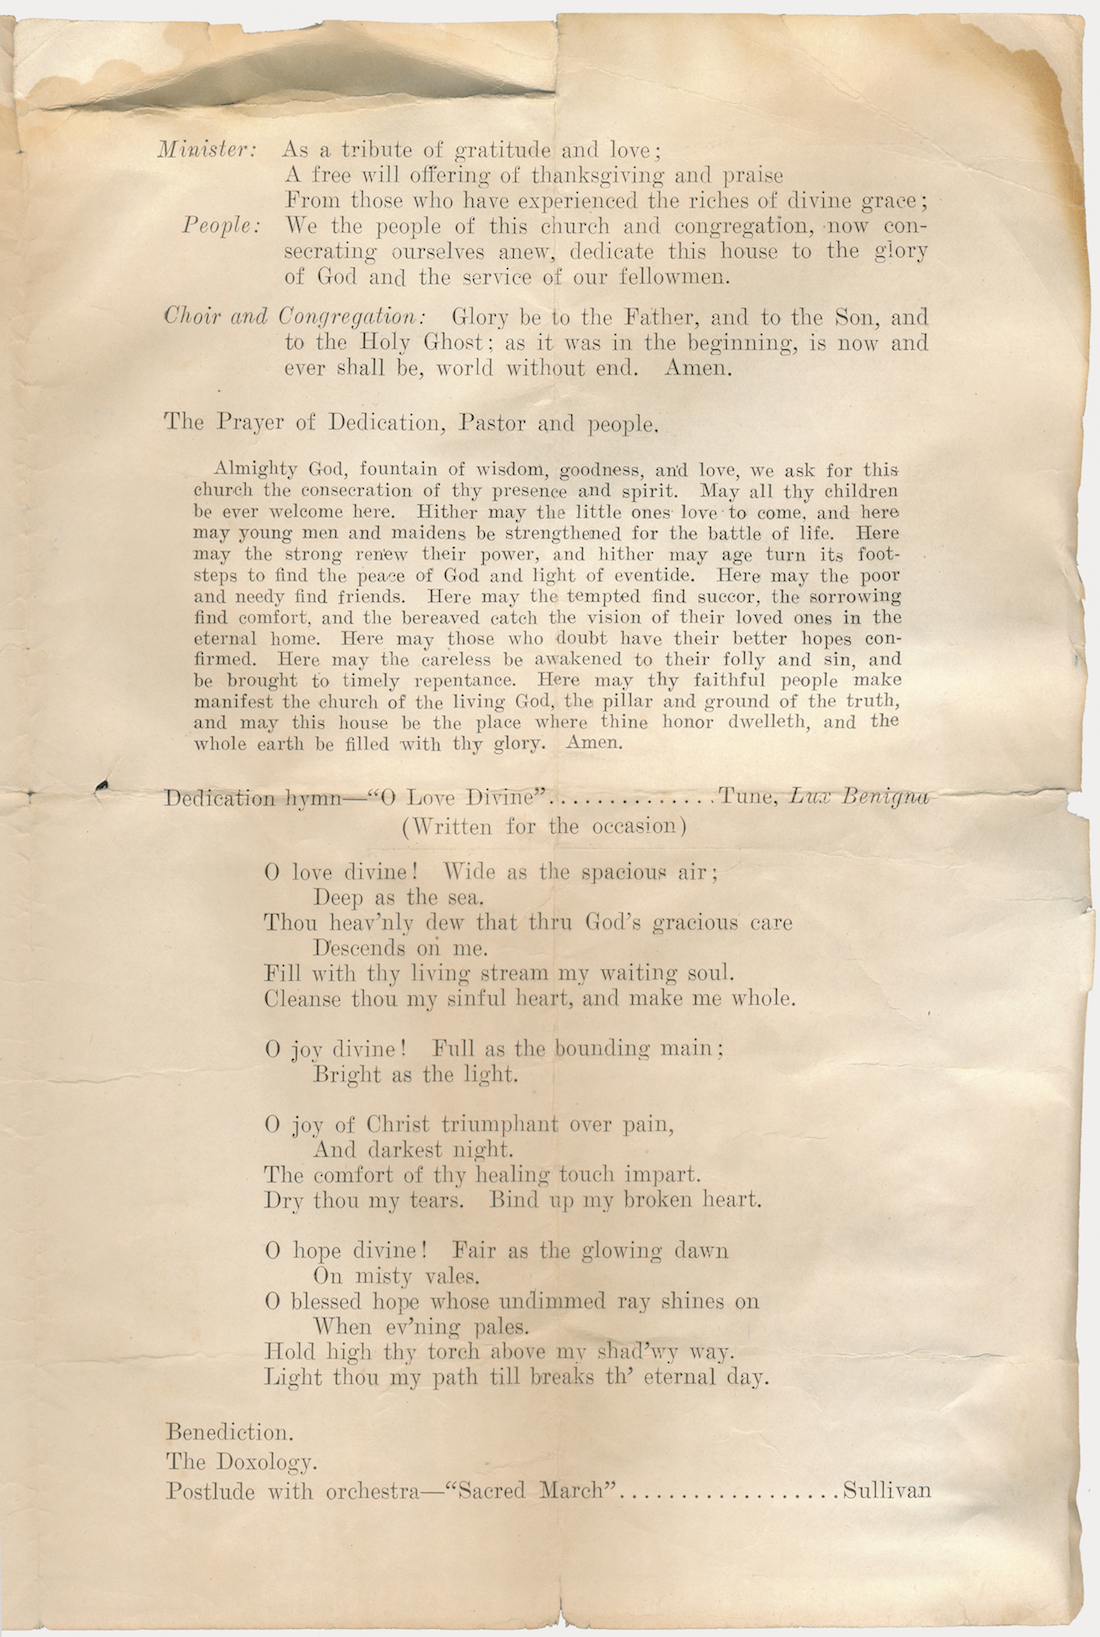 Minister: As a tribute of gratitude and love;
A free will offering of thanksgiving and praise
From those who have experienced the riches of divine grace;
People: We the people of this church and congregation, now con-
secrating ourselves anew, dedicate this house to the glory
of God and the service of our fellowmen.
Choir and Congregation: Glory be to the Father, and to the Son, and
to the Holy Ghost; as it was in the beginning, is now and
ever shall be, world without end. Amen.
The Prayer of Dedication, Pastor and people.
Almighty God, fountain of wisdom, goodness, and love, we ask for this
church the consecration of thy presence and spirit. May all thy children
be ever welcome here. Hither may the little ones love to come, and here
may young men and maidens be strengthened for the battle of life. Here
may the strong renew their power, and hither may age turn its foot-
steps to find the peace of God and light of eventide. Here may the poor
and needy find friends. Here may the tempted find succor, the sorrowing
find comfort, and the bereaved catch the vision of their loved ones in the
eternal home. Here may those who doubt have their better hopes con-
firmed. Here may the careless be awakened to their folly and sin, and
be brought to timely repentance. Here may thy faithful people make
manifest the church of the living God, the pillar and ground of the truth,
and may this house be the place where thine honor dwelleth, and the
whole earth be filled with thy glory. Amen.
Dedication hymn—“O Love Divine”..............Tune, Lux Benigna
(Written for the occasion)
O love divine! Wide as the spacious air;
Deep as the sea.
Thou heav’nly dew that thru God’s gracious care
Descends on me.
Fill with thy living stream my waiting soul.
Cleanse thou my sinful heart, and make me whole.
O joy divine! Full as the bounding main;
Bright as the light.
O joy of Christ triumphant over pain,
And darkest night.
The comfort of thy healing touch impart.
Dry thou my tears. Bind up my broken heart.
O hope divine! Fair as the glowing dawn
On misty vales.
O blessed hope whose undimmed ray shines on
When ev’ning pales.
Hold high thy torch above my shad’wy way.
Light thou my path till breaks th’ eternal day.
Benediction.
The Doxology.
Postlude with orchestra—“Sacred March”..................Sullivan